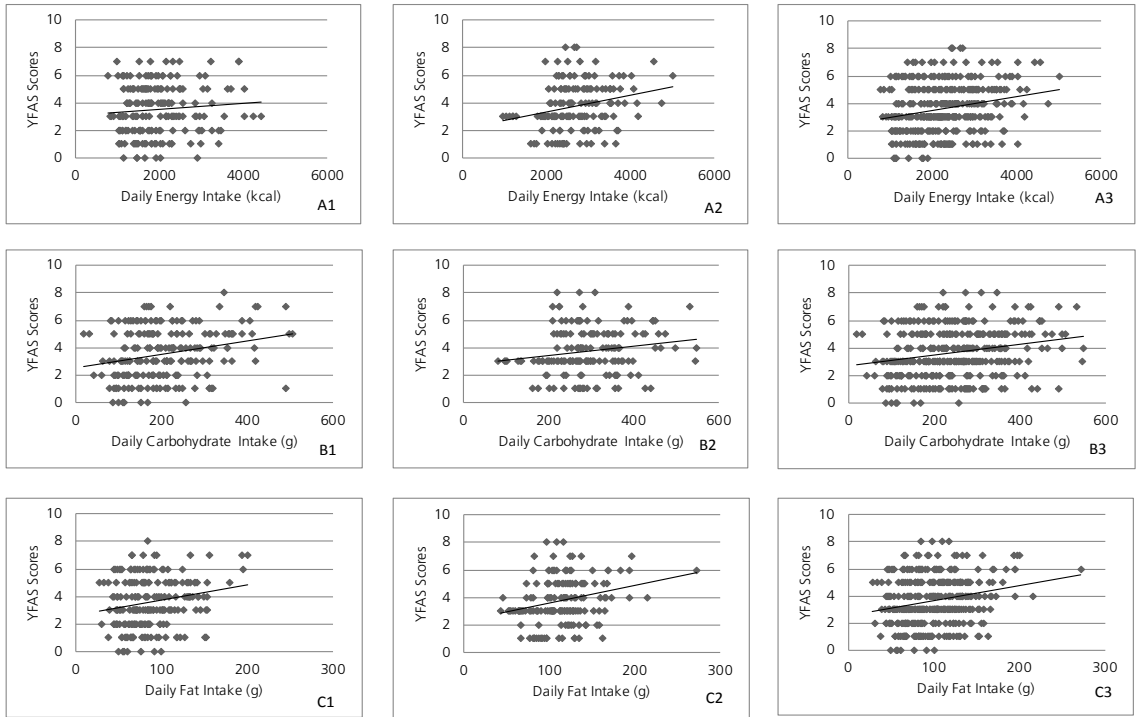 10
8
6
4
2
0
YFAS Scores
0 2000 4000 6000
Daily Energy Intake (kcal)
A1
10
8
6
4
2
0
YFAS Scores
0 2000 4000 6000
Daily Energy Intake (kcal)
A2
10
8
6
4
2
0
YFAS Scores
0 2000 4000 6000
Daily Energy Intake (kcal)
A3
10
8
6
4
2
0
YFAS Scores
0 200 400 600
Daily Carbohydrate Intake (g)
B1
10
8
6
4
2
0
YFAS Scores
0 200 400 600
Daily Carbohydrate Intake (g)
B2
10
8
6
4
2
0
YFAS Scores
0 200 400 600
Daily Carbohydrate Intake (g)
B3
10
8
6
4
2
0
YFAS Scores
0 100 200 300
Daily Fat Intake (g)
C1
10
8
6
4
2
0
YFAS Scores
0 100 200 300
Daily Fat Intake (g)
C2
10
8
6
4
2
0
YFAS Scores
0 100 200 300
Daily Fat Intake (g)
C3